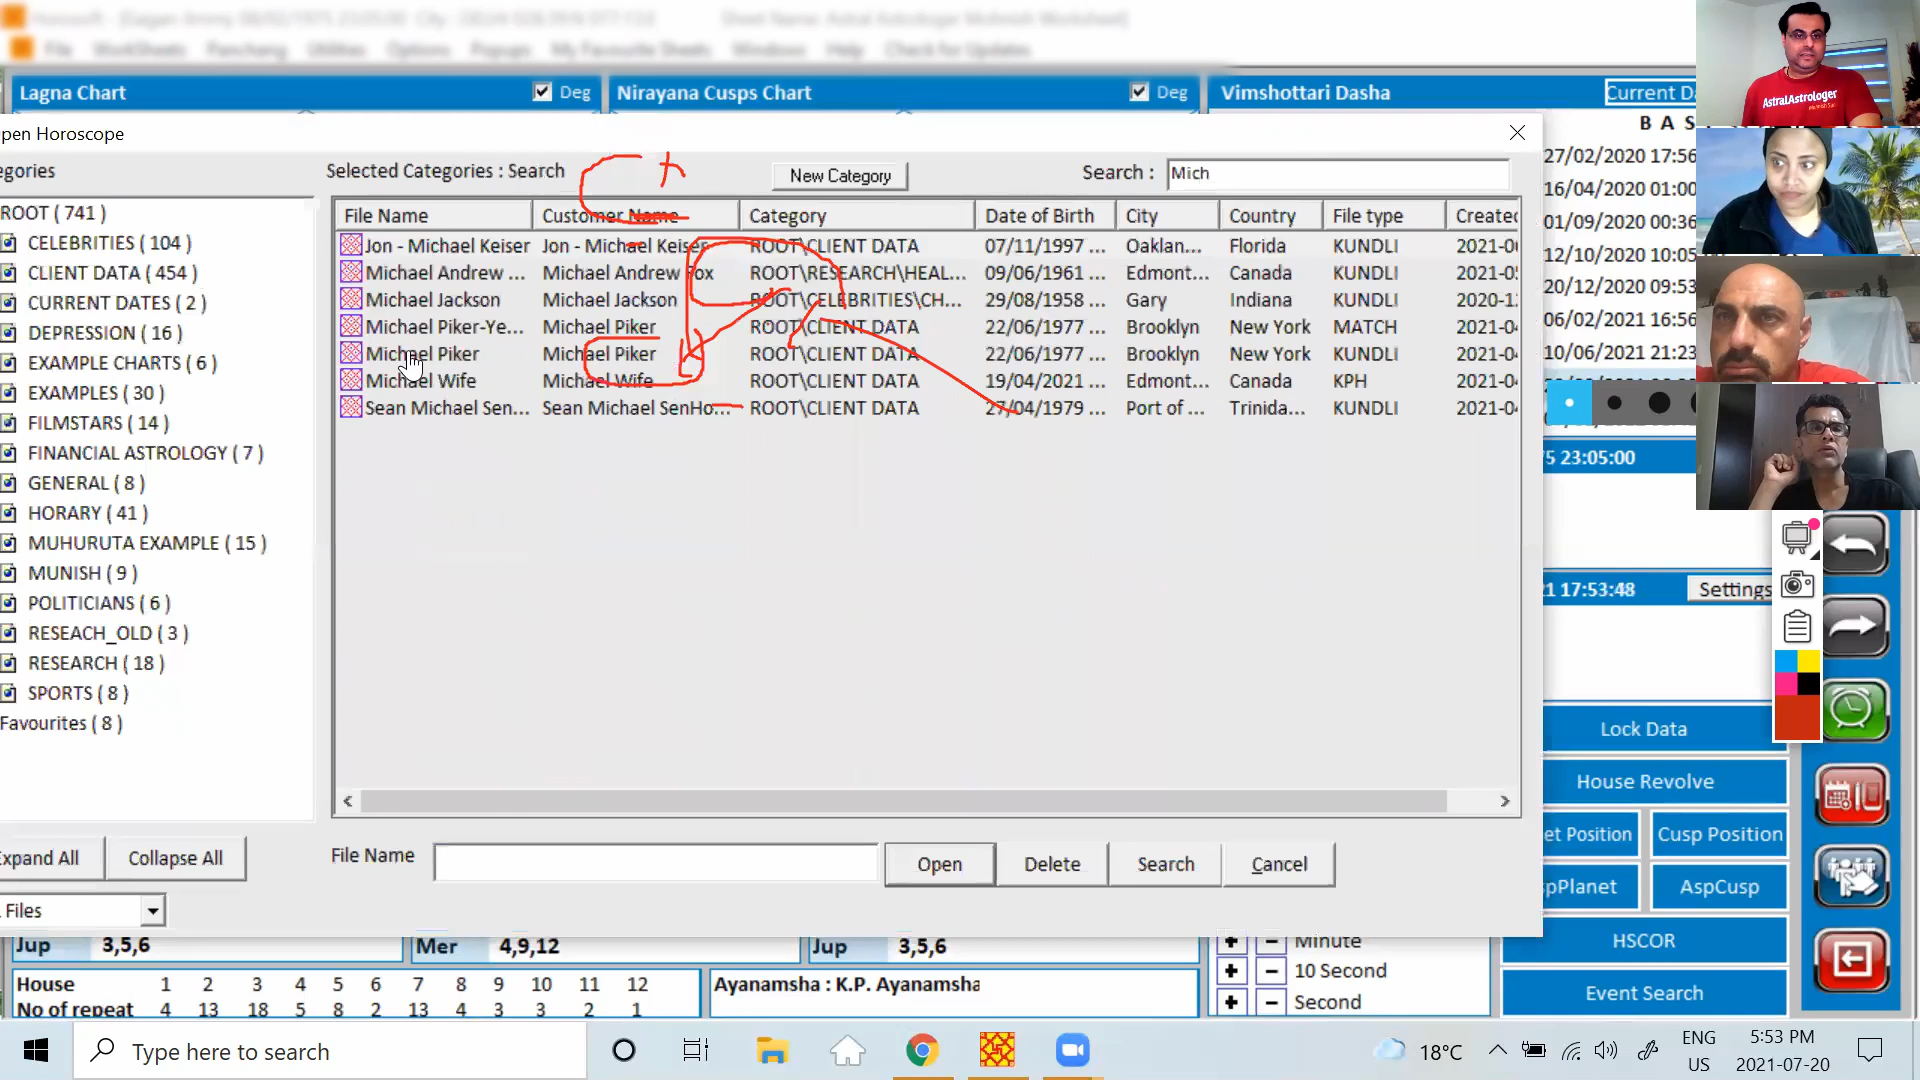 File WorkSheets Panchang Utilities Options Popups My Favourite Sheets Windows Help Check for Updates
Lagna Chart Deg Nirayana Cusps Chart Deg Vimshottari Dasha
AstralAstrologer
pen Horoscope
27/02/2020 17:56
16/04/2020 01:00
01/09/2020 00:36
12/10/2020 10:05
20/12/2020 09:53
06/02/2021 16:56
10/06/2021 21:23
egories Selected Categories : Search New Category Search : Mich
File Name Customer Name Category Date of Birth City Country File type
Jon - Michael Keiser Jon - Michael Keiser ROOT\CLIENT DATA 07/11/1997 ... Oaklan... Florida KUNDLI
Michael Andrew ... Michael Andrew Fox ROOT\RESEARCH\HEAL... 09/06/1961 ... Edmont... Canada KUNDLI
Michael Jackson Michael Jackson ROOT\CELEBRITIES\CH... 29/08/1958 ... Gary Indiana KUNDLI
Michael Piker-Ye... Michael Piker ROOT\CLIENT DATA 22/06/1977 ... Brooklyn New York MATCH
Michael Piker Michael Piker ROOT\CLIENT DATA 22/06/1977 ... Brooklyn New York KUNDLI
Michael Wife Michael Wife ROOT\CLIENT DATA 19/04/2021 ... Edmont... Canada KPH
Sean Michael Sen... Sean Michael SenHo... ROOT\CLIENT DATA 27/04/1979 ... Port of ... Trinida... KUNDLI
ROOT ( 741 )
CELEBRITIES ( 104 )
CLIENT DATA ( 454 )
CURRENT DATES ( 2 )
DEPRESSION ( 16 )
EXAMPLE CHARTS ( 6 )
EXAMPLES ( 30 )
FILMSTARS ( 14 )
FINANCIAL ASTROLOGY ( 7 )
GENERAL ( 8 )
HORARY ( 41 )
MUHURUTA EXAMPLE ( 15 )
MUNISH ( 9 )
POLITICIANS ( 6 )
RESEACH_OLD ( 3 )
RESEARCH ( 18 )
SPORTS ( 8 )
Favourites ( 8 )
5 23:05:00
17:53:48 Settings
Lock Data
House Revolve
et Position Cusp Position
pPlanet AspCusp
HSCOR
Event Search
Expand All Collapse All File Name Open Delete Search Cancel
Files
Jup 3,5,6 Mer 4,9,12 Jup 3,5,6
Minute
10 Second
Second
House 1 2 3 4 5 6 7 8 9 10 11 12
No of repeat 4 13 18 5 8 2 13 4 3 3 2 1
Ayanamsha : K.P. Ayanamsha
Type here to search
18°C ENG US 5:53 PM 2021-07-20